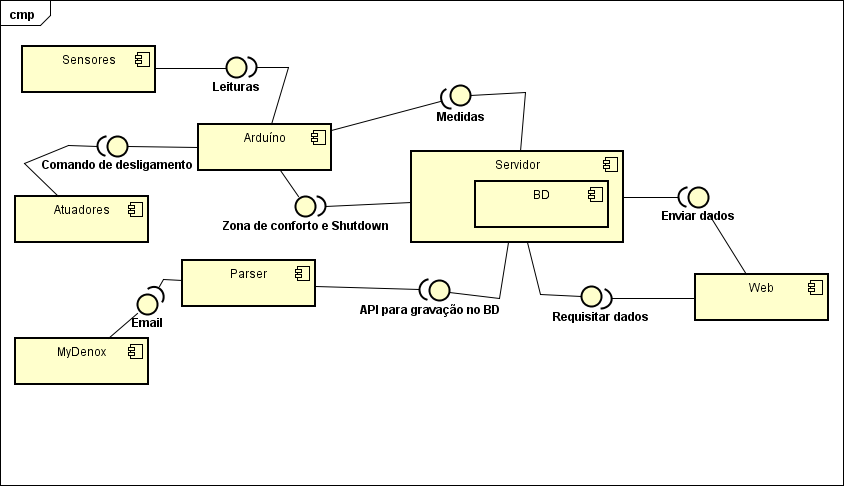 cmp
Sensores
Leituras
Medidas
Arduíno
Comando de desligamento
Servidor
BD
Atuadores
Zona de conforto e Shutdown
Enviar dados
Parser
Web
API para gravação no BD
Requisitar dados
Email
MyDenox